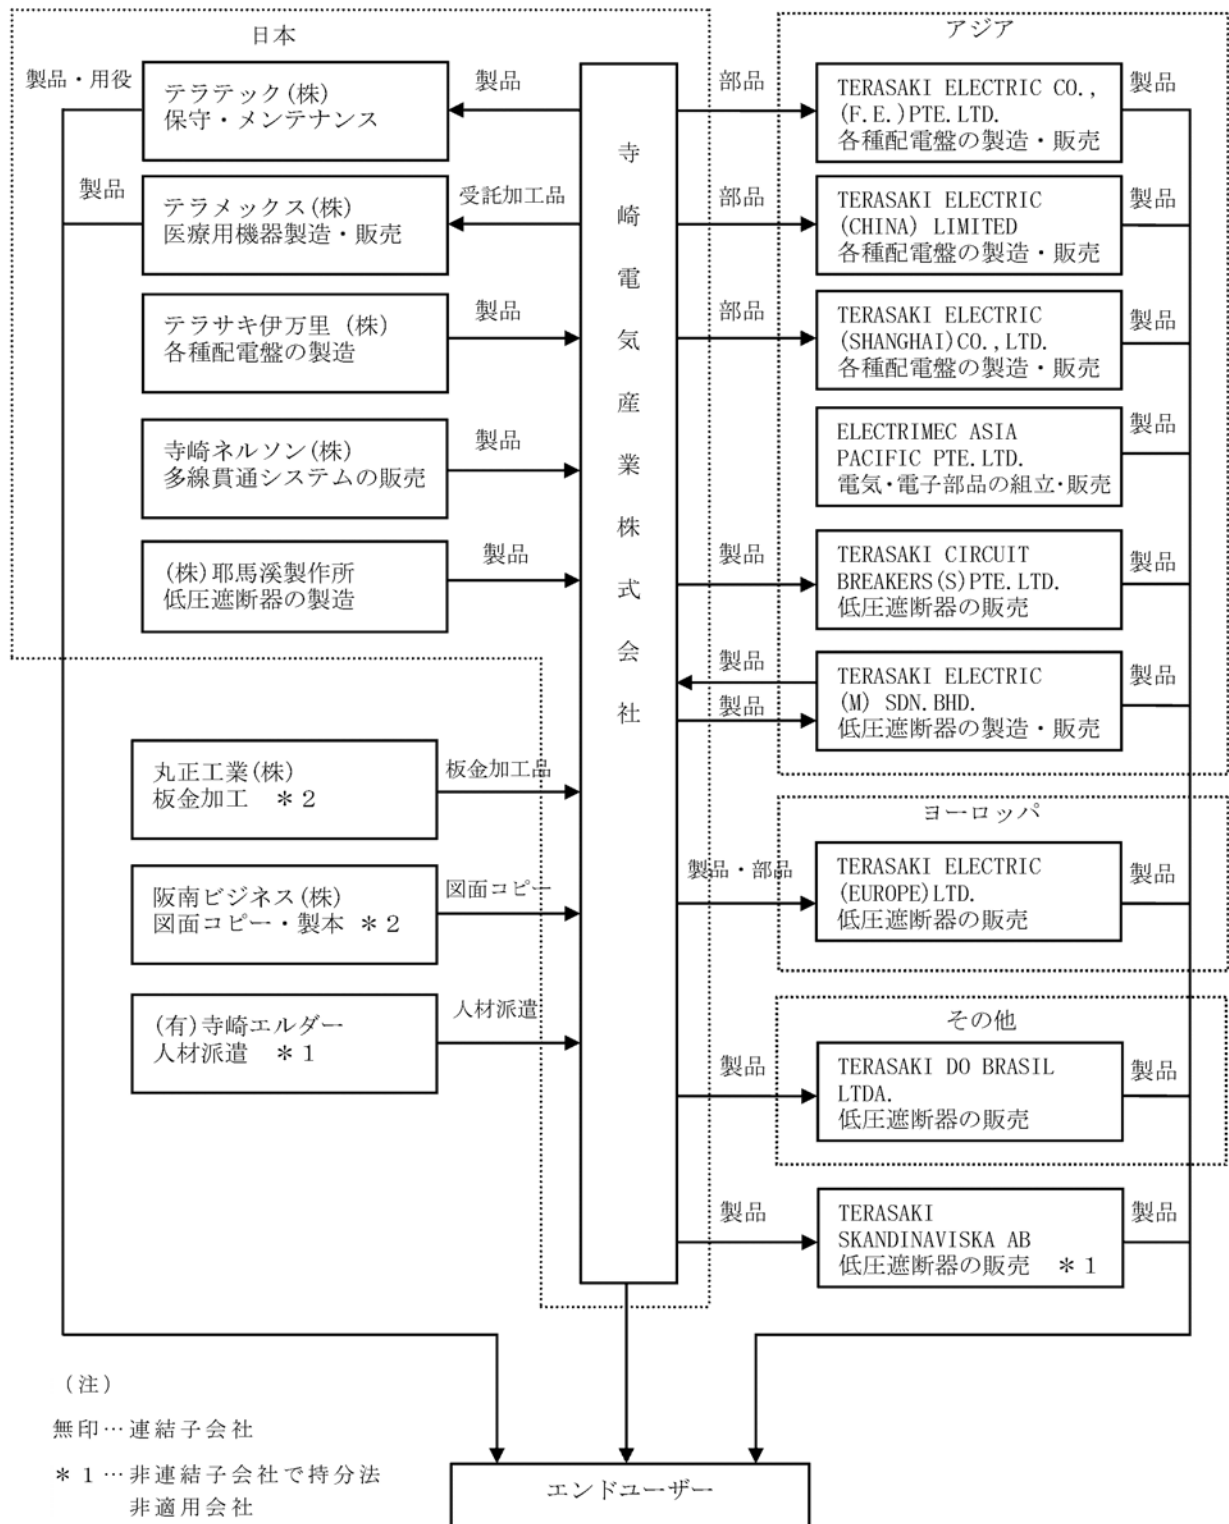 日本
製品・用役
テラテック(株)
保守・メンテナンス
製品
製品
テラメックス(株)
医療用機器製造・販売
受託加工品
テラサキ伊万里 (株)
各種配電盤の製造
製品
寺崎ネルソン(株)
多線貫通システムの販売
製品
(株)耶馬溪製作所
低圧遮断器の製造
製品
丸正工業(株)
板金加工 ＊2
板金加工品
阪南ビジネス(株)
図面コピー・製本 ＊2
図面コピー
(有)寺崎エルダー
人材派遣 ＊1
人材派遣
寺崎電気産業株式会社
アジア
部品
TERASAKI ELECTRIC CO.,
(F.E.)PTE.LTD.
各種配電盤の製造・販売
製品
部品
TERASAKI ELECTRIC
(CHINA) LIMITED
各種配電盤の製造・販売
製品
部品
TERASAKI ELECTRIC
(SHANGHAI)CO.,LTD.
各種配電盤の製造・販売
製品
ELECTRIMEC ASIA
PACIFIC PTE.LTD.
電気・電子部品の組立・販売
製品
製品
TERASAKI CIRCUIT
BREAKERS(S)PTE.LTD.
低圧遮断器の販売
製品
製品
製品
TERASAKI ELECTRIC
(M) SDN.BHD.
低圧遮断器の製造・販売
製品
ヨーロッパ
製品・部品
TERASAKI ELECTRIC
(EUROPE)LTD.
低圧遮断器の販売
製品
その他
製品
TERASAKI DO BRASIL
LTDA.
低圧遮断器の販売
製品
製品
TERASAKI
SKANDINAVISKA AB
低圧遮断器の販売 ＊1
製品
(注)
無印…連結子会社
＊1…非連結子会社で持分法
非適用会社
エンドユーザー